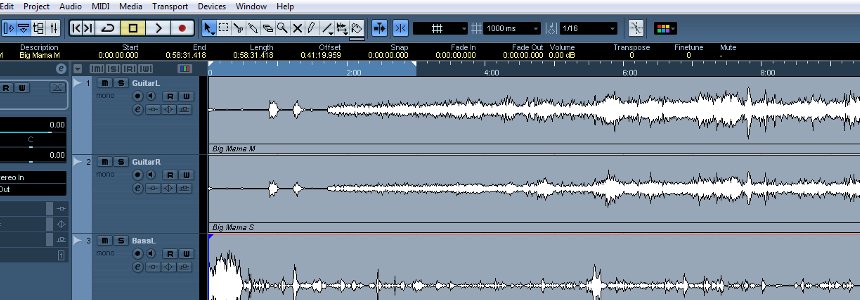 Edit Project Audio MIDI Media Transport Devices Window Help
1000 ms 1/16
Description Start End Length Offset Snap Fade In Fade Out Volume Transpose Finetune Mute
Big Mama M 0:00:00.000 0:58:31.418 0:58:31.418 0:41:19.959 0:00:00.000 0:00:00.000 0:00:00.000 0.00 dB 0 0 -
e M S R W 0 2:00 4:00 6:00 8:00
R W
1 M S GuitarL
mono R W
e
0.00
C
0.00
Big Mama M
2 M S GuitarR
mono R W
e
ereo In
Out
Big Mama S
3 M S BassL
mono R W
e
1